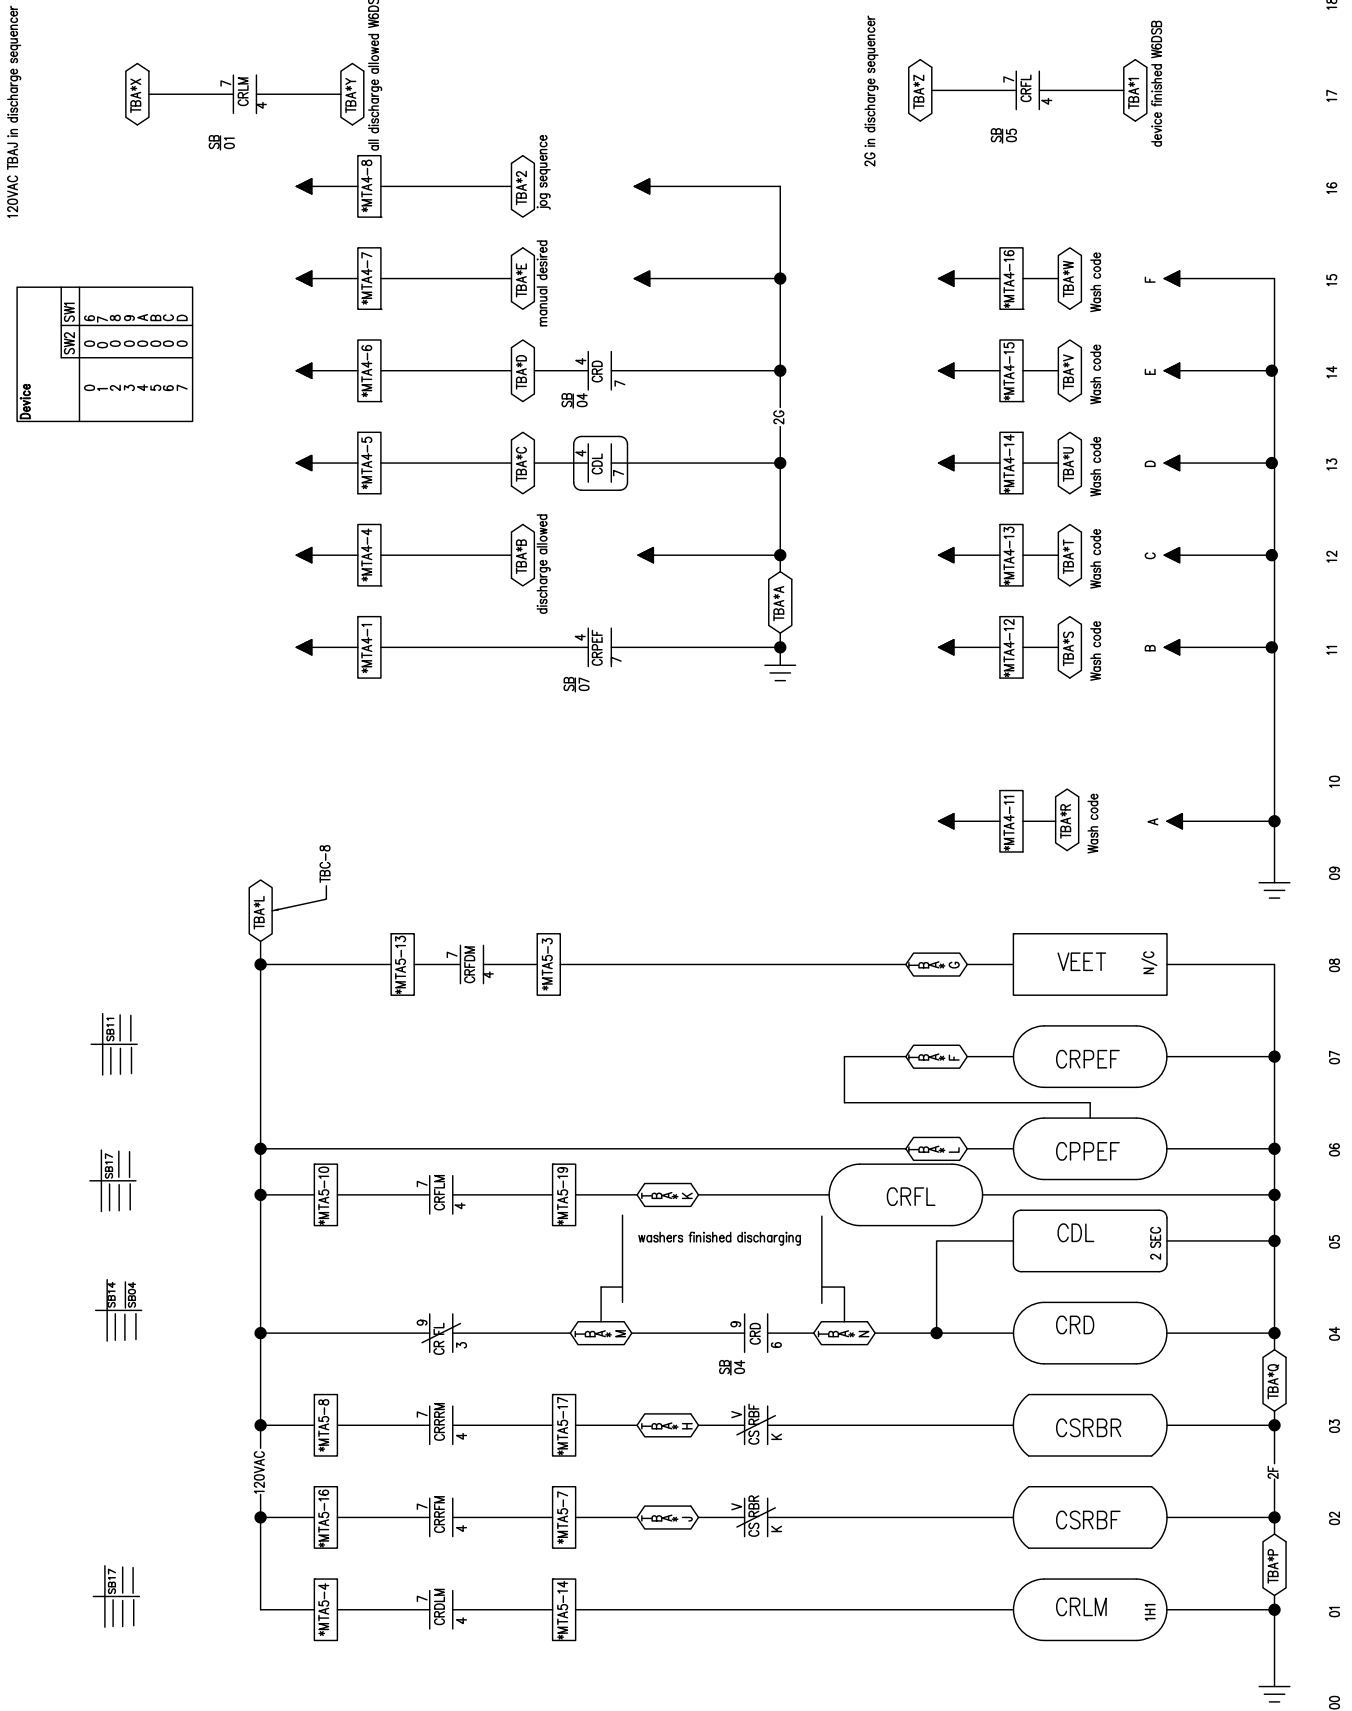 120VAC TBAJ in discharge sequencer
TBA*X
7
CRLM
4
SB
01
TBA*Y
all discharge allowed W6DS
2G in discharge sequencer
TBA*Z
7
CRFL
4
SB
05
TBA*1
device finished W6DSB
Device
SW2 SW1
0 0 6
1 0 7
2 0 8
3 0 9
4 0 A
5 0 B
6 0 C
7 0 D
*MTA4-8
TBA*2
jog sequence
*MTA4-7
TBA*E
manual desired
*MTA4-6
TBA*D
SB
04
4
CRD
7
*MTA4-5
TBA*C
4
CDL
7
2G
*MTA4-4
TBA*B
discharge allowed
TBA*A
*MTA4-1
SB
07
4
CRPEF
7
*MTA4-16
TBA*W
Wash code
F
*MTA4-15
TBA*V
Wash code
E
*MTA4-14
TBA*U
Wash code
D
*MTA4-13
TBA*T
Wash code
C
*MTA4-12
TBA*S
Wash code
B
*MTA4-11
TBA*R
Wash code
A
TBA*L
TBC-8
*MTA5-13
7
CRFDM
4
*MTA5-3
TBA*G
VEET
N/C
SB11
TBA*F
CRPEF
TBA*L
CPPEF
SB17
*MTA5-10
7
CRFLM
4
*MTA5-19
TBA*K
CRFL
washers finished discharging
CDL
2 SEC
SB14
SB04
9
CRFL
3
TBA*M
SB
04
9
CRD
6
TBA*N
CRD
TBA*Q
*MTA5-8
7
CRRRM
4
*MTA5-17
TBA*H
V
CSRBF
K
CSRBR
120VAC
2F
*MTA5-16
7
CRRFM
4
*MTA5-7
TBA*J
V
CSRBR
K
CSRBF
TBA*P
SB17
*MTA5-4
7
CRDLM
4
*MTA5-14
CRLM
1H1
00
01
02
03
04
05
06
07
08
09
10
11
12
13
14
15
16
17
18